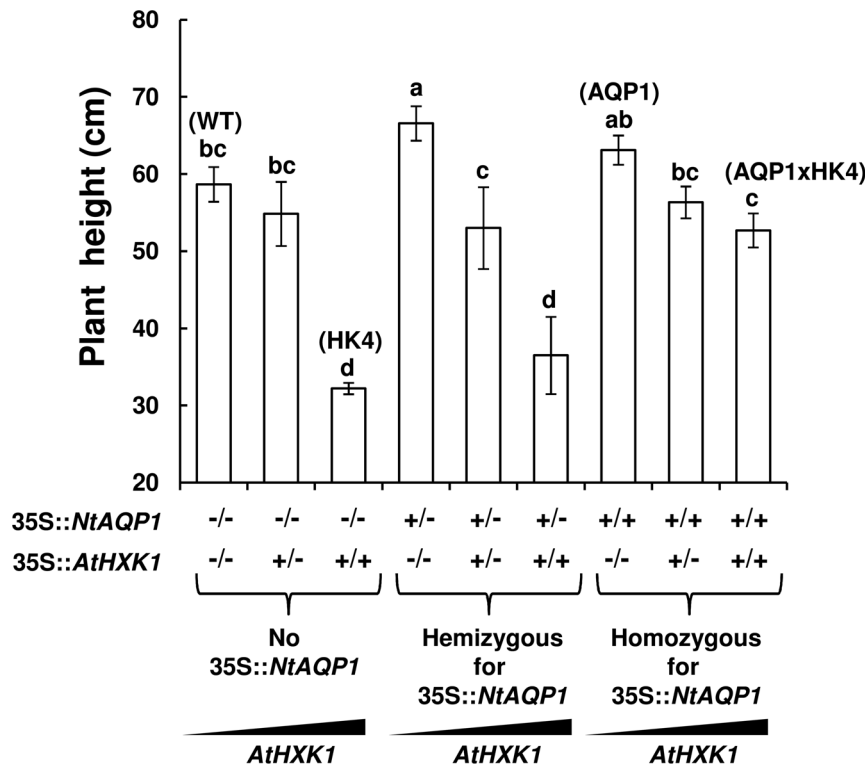 Plant height (cm)
80
70
60
50
40
30
20
(WT)
bc
bc
(HK4)
d
a
c
d
(AQP1)
ab
bc
(AQP1xHK4)
c
35S::NtAQP1 -/- -/- -/- +/- +/- +/- +/+ +/+ +/+
35S::AtHXK1 -/- +/- +/+ -/- +/- +/+ -/- +/- +/+
No
35S::NtAQP1
Hemizygous
for
35S::NtAQP1
Homozygous
for
35S::NtAQP1
AtHXK1
AtHXK1
AtHXK1